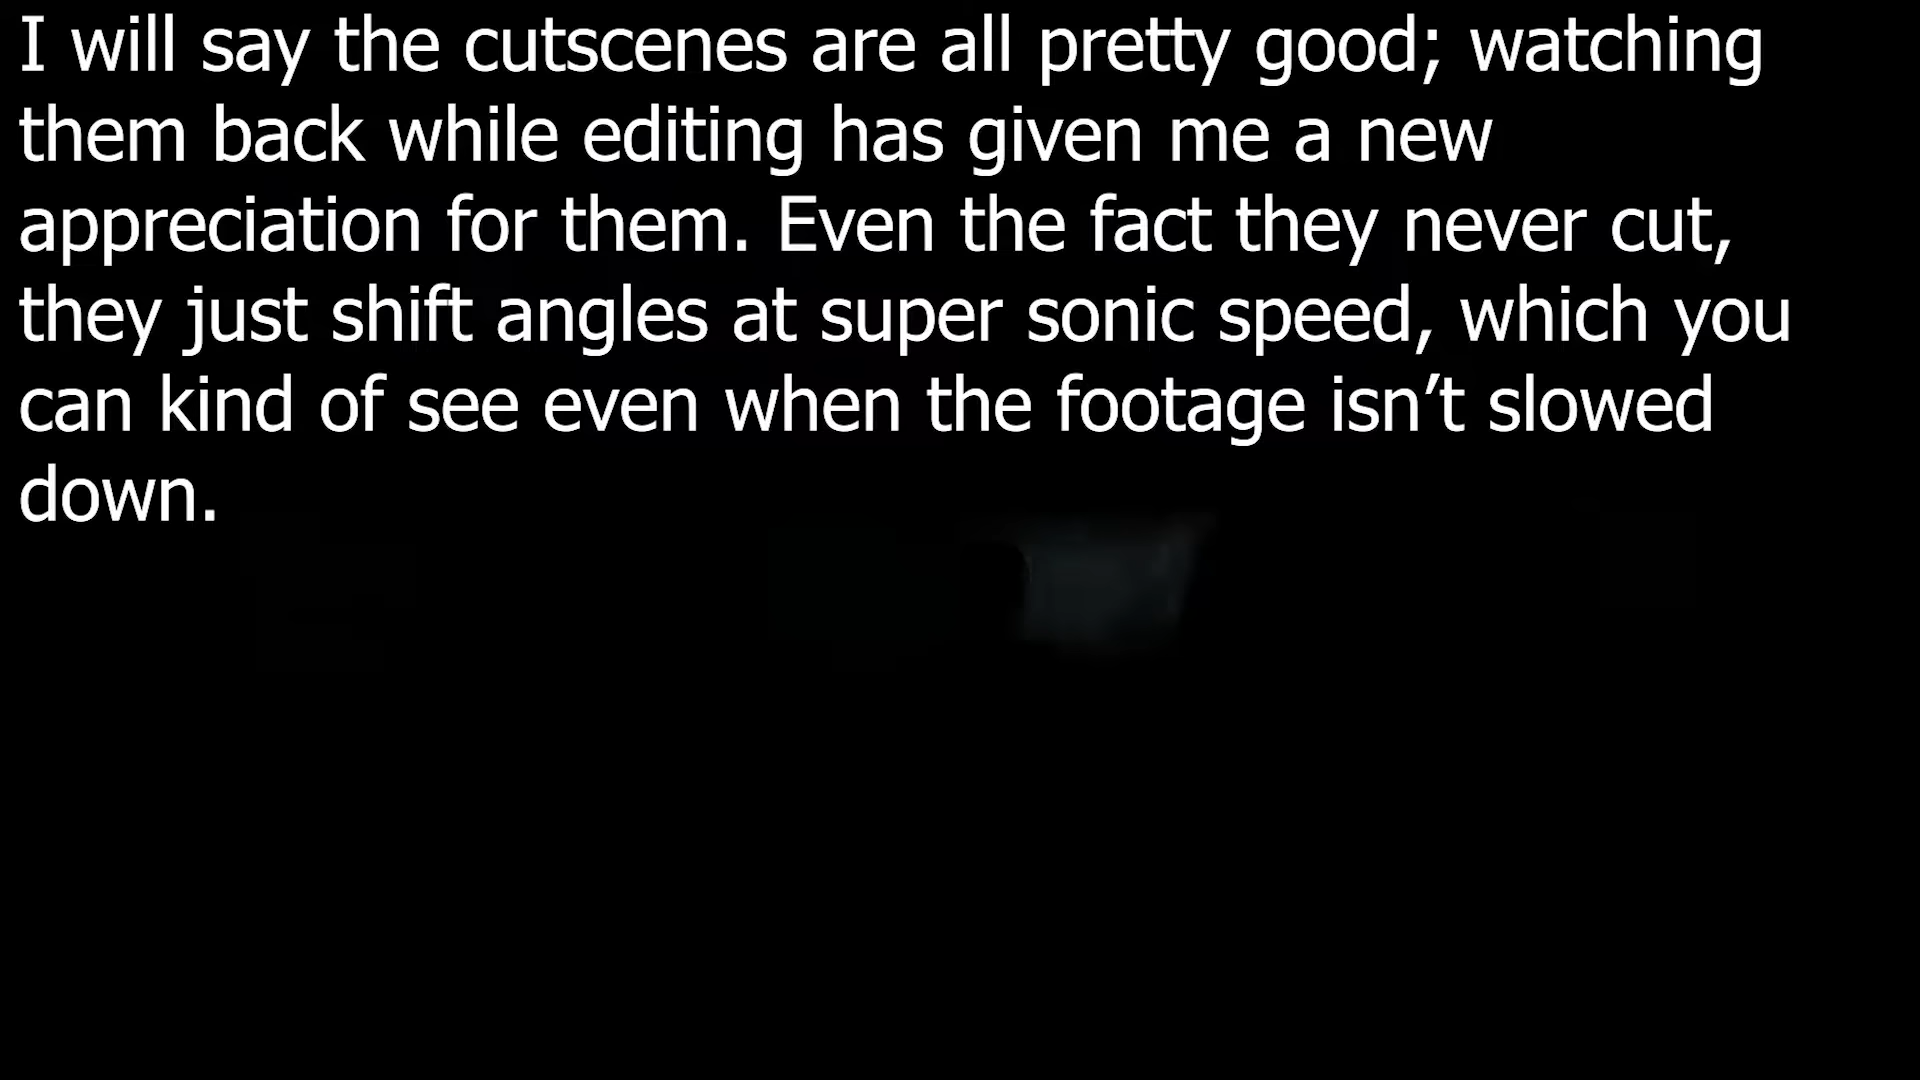 I will say the cutscenes are all pretty good; watching
them back while editing has given me a new
appreciation for them. Even the fact they never cut,
they just shift angles at super sonic speed, which you
can kind of see even when the footage isn’t slowed
down.